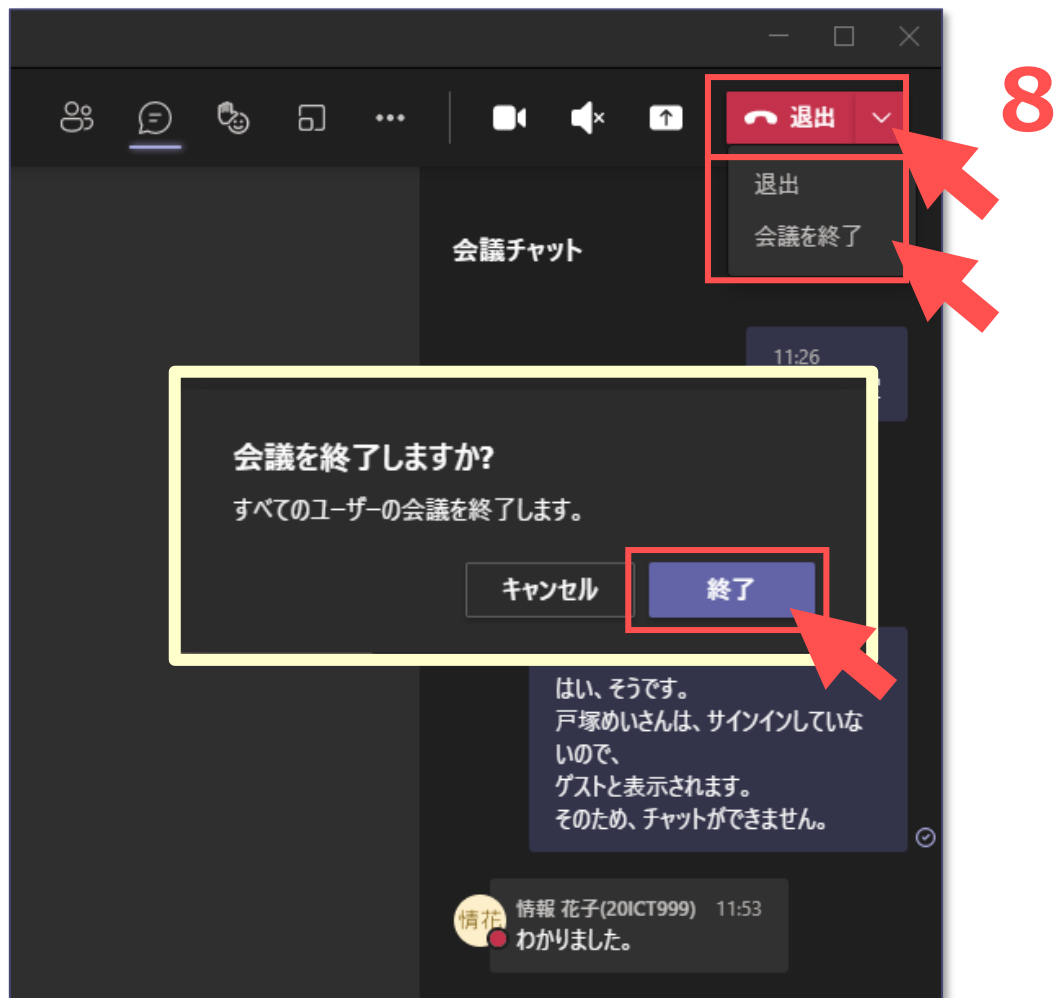 8
退出
退出
会議を終了
会議チャット
11:26
会議を終了しますか?
すべてのユーザーの会議を終了します。
キャンセル
終了
はい、そうです。
戸塚めいさんは、サインインしていな
いので、
ゲストと表示されます。
そのため、チャットができません。
情花
情報 花子(20ICT999) 11:53
わかりました。